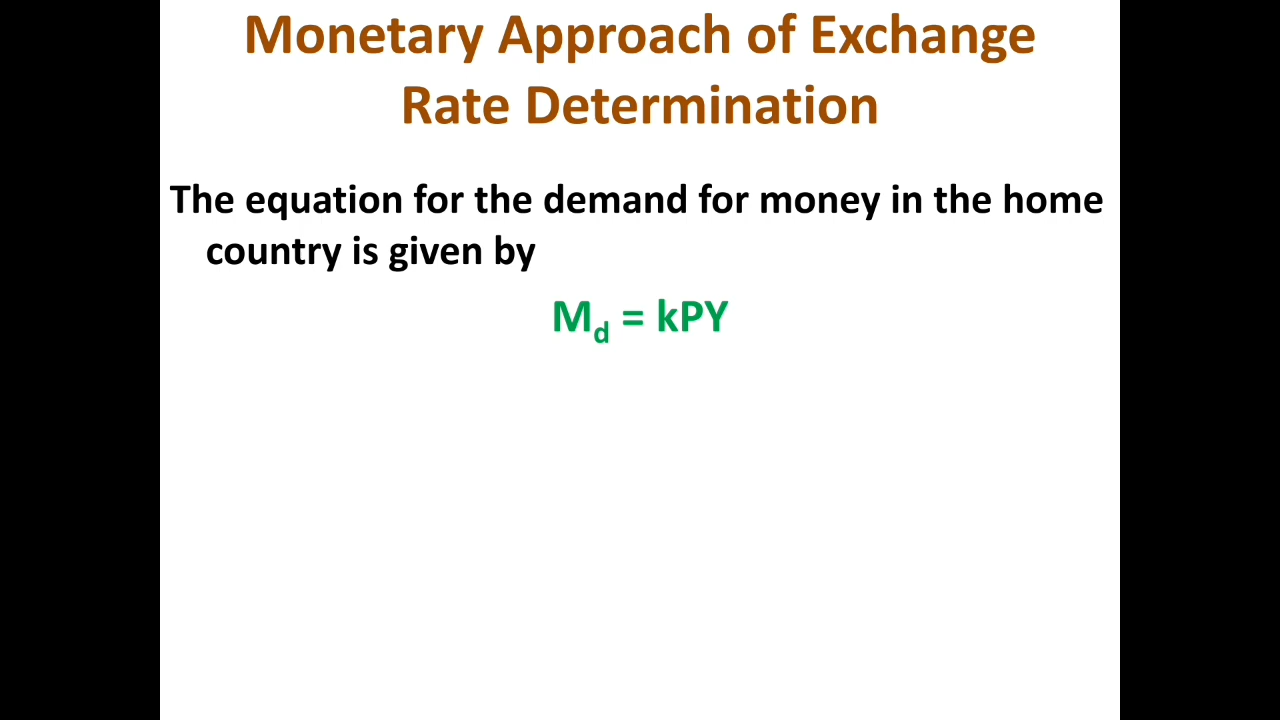 Monetary Approach of Exchange
Rate Determination
The equation for the demand for money in the home
country is given by
Md = kPY